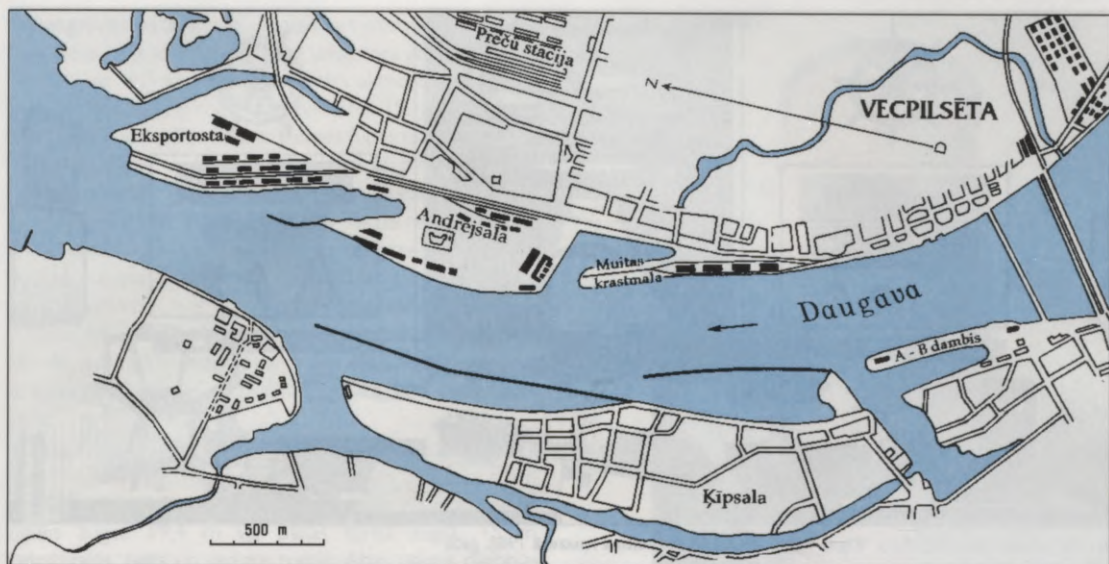 Preču stacija
Z
VECPILSĒTA
D
Eksportosta
Andrejsala
Muitas
krastmala
Daugava
A - B dambis
Ķīpsala
500 m